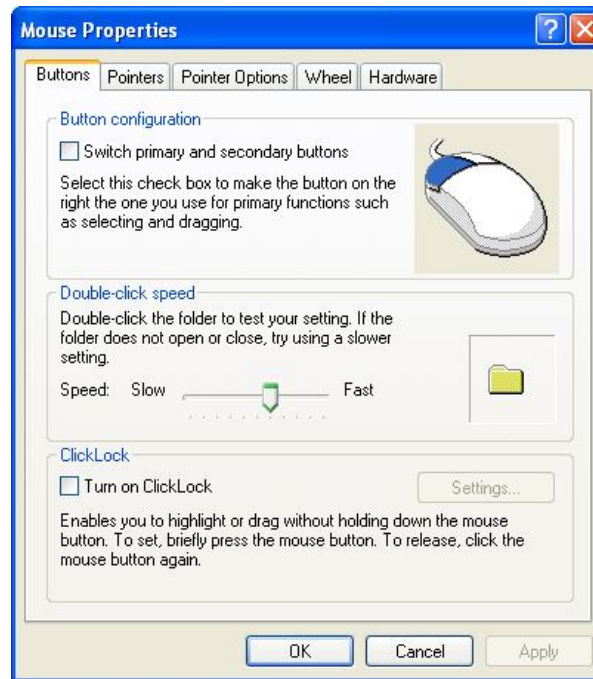 Mouse Properties
Buttons Pointers Pointer Options Wheel Hardware
Button configuration
Switch primary and secondary buttons
Select this check box to make the button on the
right the one you use for primary functions such
as selecting and dragging.
Double-click speed
Double-click the folder to test your setting. If the
folder does not open or close, try using a slower
setting.
Speed: Slow Fast
ClickLock
Turn on ClickLock Settings...
Enables you to highlight or drag without holding down the mouse
button. To set, briefly press the mouse button. To release, click the
mouse button again.
OK Cancel Apply